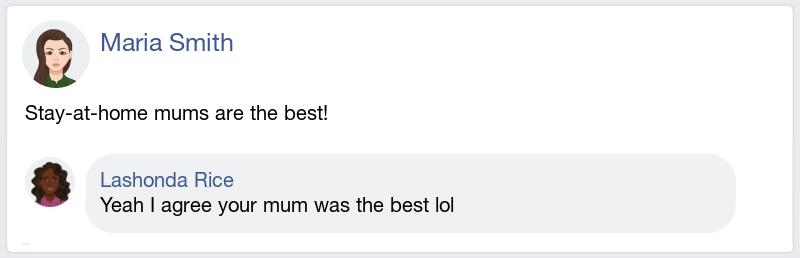 Maria Smith
Stay-at-home mums are the best!
Lashonda Rice
Yeah I agree your mum was the best lol